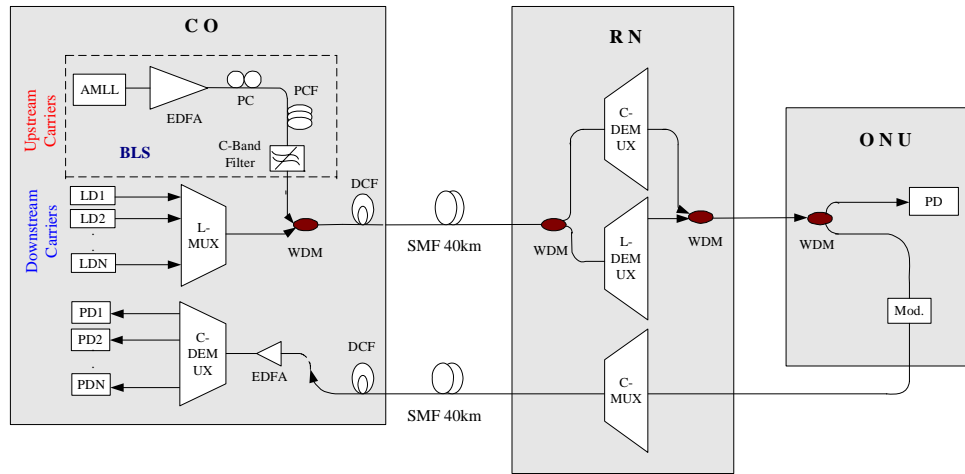 C O
AMLL
EDFA
PC
PCF
C-Band
Filter
BLS
Upstream
Carriers
Downstream
Carriers
LD1
LD2
.
.
LDN
L-
MUX
WDM
DCF
SMF 40km
PD1
PD2
.
PDN
C-
DEM
UX
EDFA
DCF
SMF 40km
R N
WDM
C-
DEM
UX
L-
DEM
UX
WDM
C-
MUX
O N U
WDM
PD
Mod.